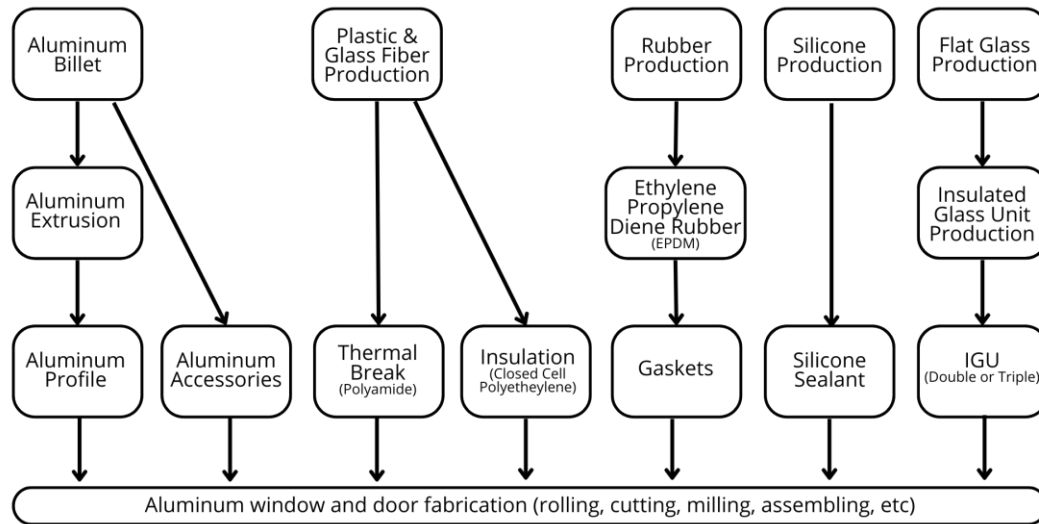 Aluminum
Billet
Plastic &
Glass Fiber
Production
Rubber
Production
Silicone
Production
Flat Glass
Production
Aluminum
Extrusion
Ethylene
Propylene
Diene Rubber
(EPDM)
Insulated
Glass Unit
Production
Aluminum
Profile
Aluminum
Accessories
Thermal
Break
(Polyamide)
Insulation
(Closed Cell
Polyetheylene)
Gaskets
Silicone
Sealant
IGU
(Double or Triple)
Aluminum window and door fabrication (rolling, cutting, milling, assembling, etc)